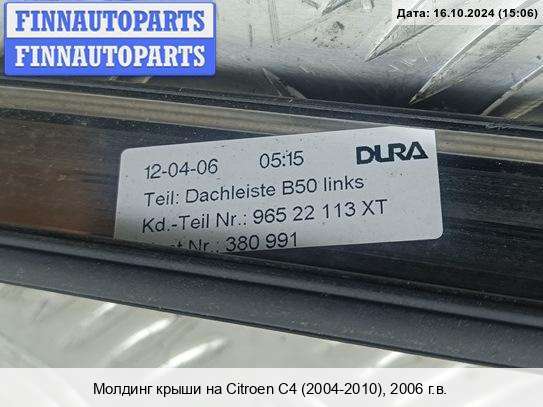 FINNAUTOPARTS
FINNAUTOPARTS
Дата: 16.10.2024 (15:06)
12-04-06 05:15 DURA
Teil: Dachleiste B50 links
Kd.-Teil Nr.: 965 22 113 XT
Nr.: 380 991
Молдинг крыши на Citroen C4 (2004-2010), 2006 г.в.